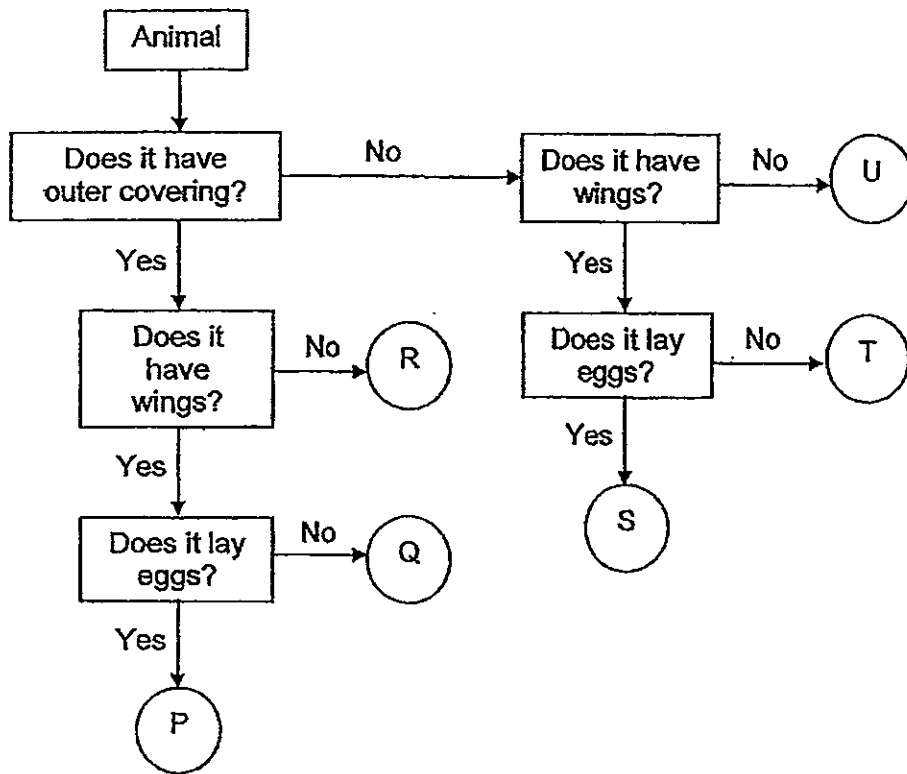 Animal
Does it have
outer covering?
No
Does it have
wings?
No
U
Yes
Yes
Does it
have
wings?
No
R
Does it lay
eggs?
No
T
Yes
Yes
Does it lay
eggs?
No
Q
S
Yes
P